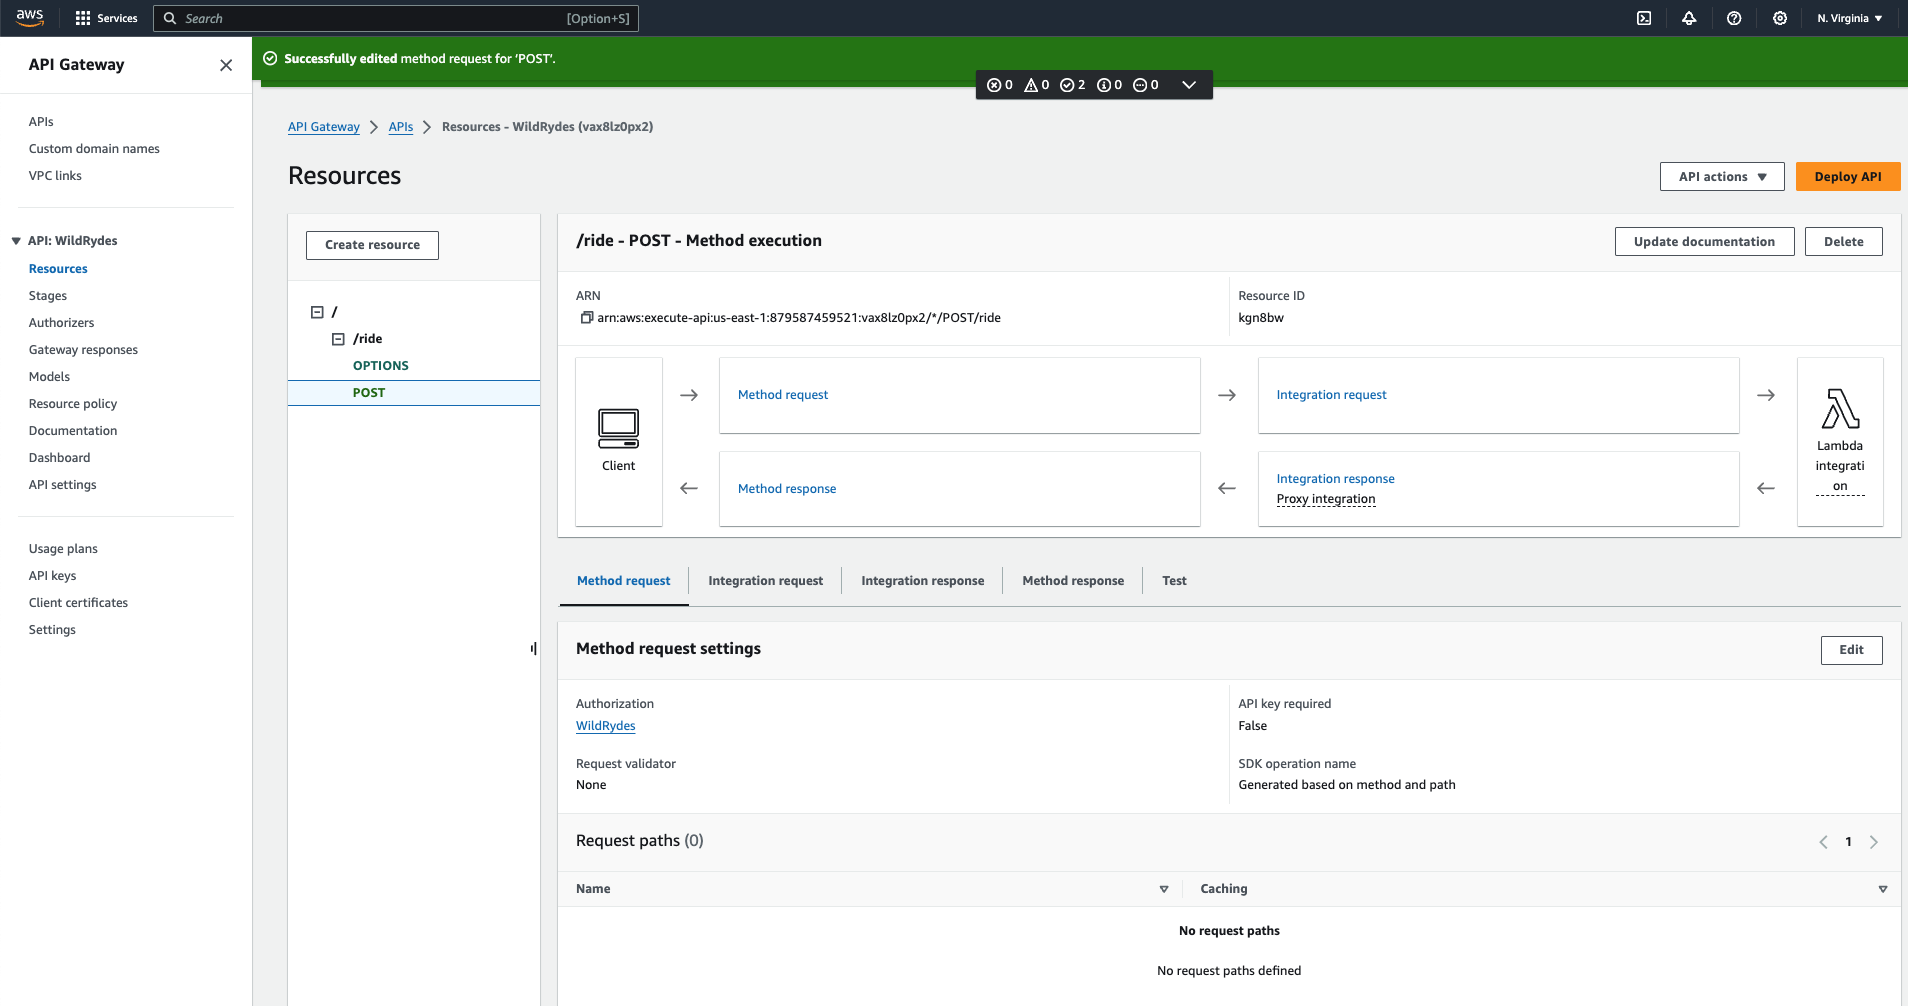 aws
Services
Search
[Option+S]
N. Virginia
API Gateway
Successfully edited method request for 'POST'.
0 0 2 0 0
APIs
Custom domain names
VPC links
API: WildRydes
Resources
Stages
Authorizers
Gateway responses
Models
Resource policy
Documentation
Dashboard
API settings
Usage plans
API keys
Client certificates
Settings
API Gateway
APIs
Resources - WildRydes (vax8lz0px2)
Resources
API actions
Deploy API
Create resource
/
/ride
OPTIONS
POST
/ride - POST - Method execution
Update documentation
Delete
ARN
arn:aws:execute-api:us-east-1:879587459521:vax8lz0px2/*/POST/ride
Resource ID
kgn8bw
Client
Method request
Integration request
Lambda
integrati
on
Method response
Integration response
Proxy integration
Method request
Integration request
Integration response
Method response
Test
Method request settings
Edit
Authorization
WildRydes
API key required
False
Request validator
None
SDK operation name
Generated based on method and path
Request paths (0)
1
Name
Caching
No request paths
No request paths defined